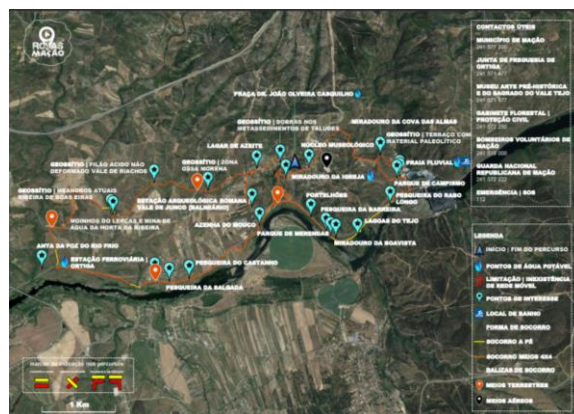 ROTAS
MAÇÃO
PRAÇA DR. JOÃO OLIVEIRA CASQUILHO
GEOSSÍTIO | DOBRAS NOS
METASSEDIMENTOS DE TALUDES
MIRADOURO DA COVA DAS ALMAS
LAGAR DE AZEITE
NÚCLEO MUSEOLÓGICO
GEOSSÍTIO | TERRAÇO COM
MATERIAL PALEOLÍTICO
GEOSSÍTIO | FILÃO ÁCIDO NÃO
DEFORMADO VALE DE RIACHOS
GEOSSÍTIO | ZONA
OSSA MORENA
MIRADOURO DA IGREJA
PRAIA FLUVIAL
PARQUE DE CAMPISMO
GEOSSÍTIO | MEANDROS ATUAIS
RIBEIRA DE BOAS EIRAS
ESTAÇÃO ARQUEOLÓGICA ROMANA
VALE DE JUNCO [BALNEÁRIO]
PORTELHÕES
PESQUEIRA DO RABO
LONGO
PESQUEIRA DA BARREIRA
MOINHOS DO LERCAS E MINA DE
ÁGUA DA HORTA DA RIBEIRA
AZENHA DO MOUCO
LAGOAS DO TEJO
PARQUE DE MERENDAS
MIRADOURO DA BOAVISTA
ANTA DA FOZ DO RIO FRIO
ESTAÇÃO FERROVIÁRIA |
ORTIGA
PESQUEIRA DO CASTANHO
PESQUEIRA DA BALSADA
1 Km
CONTACTOS ÚTEIS
MUNICÍPIO DE MAÇÃO
JUNTA DE FREGUESIA DE
ORTIGA
MUSEU ARTE PRÉ-HISTÓRICA
E DO SAGRADO DO VALE TEJO
GABINETE FLORESTAL |
PROTEÇÃO CIVIL
BOMBEIROS VOLUNTÁRIOS DE
MAÇÃO
GUARDA NACIONAL
REPUBLICANA DE MAÇÃO
EMERGÊNCIA | SOS
112
LEGENDA
INÍCIO | FIM DO PERCURSO
PONTOS DE ÁGUA POTÁVEL
LIMITAÇÃO | INEXISTÊNCIA
DE REDE MÓVEL
PONTOS DE INTERESSE
LOCAL DE BANHO
FORMA DE SOCORRO
SOCORRO A PÉ
SOCORRO MEIOS 4X4
BALIZAS DE SOCORRO
MEIOS TERRESTRES
MEIOS AÉREOS